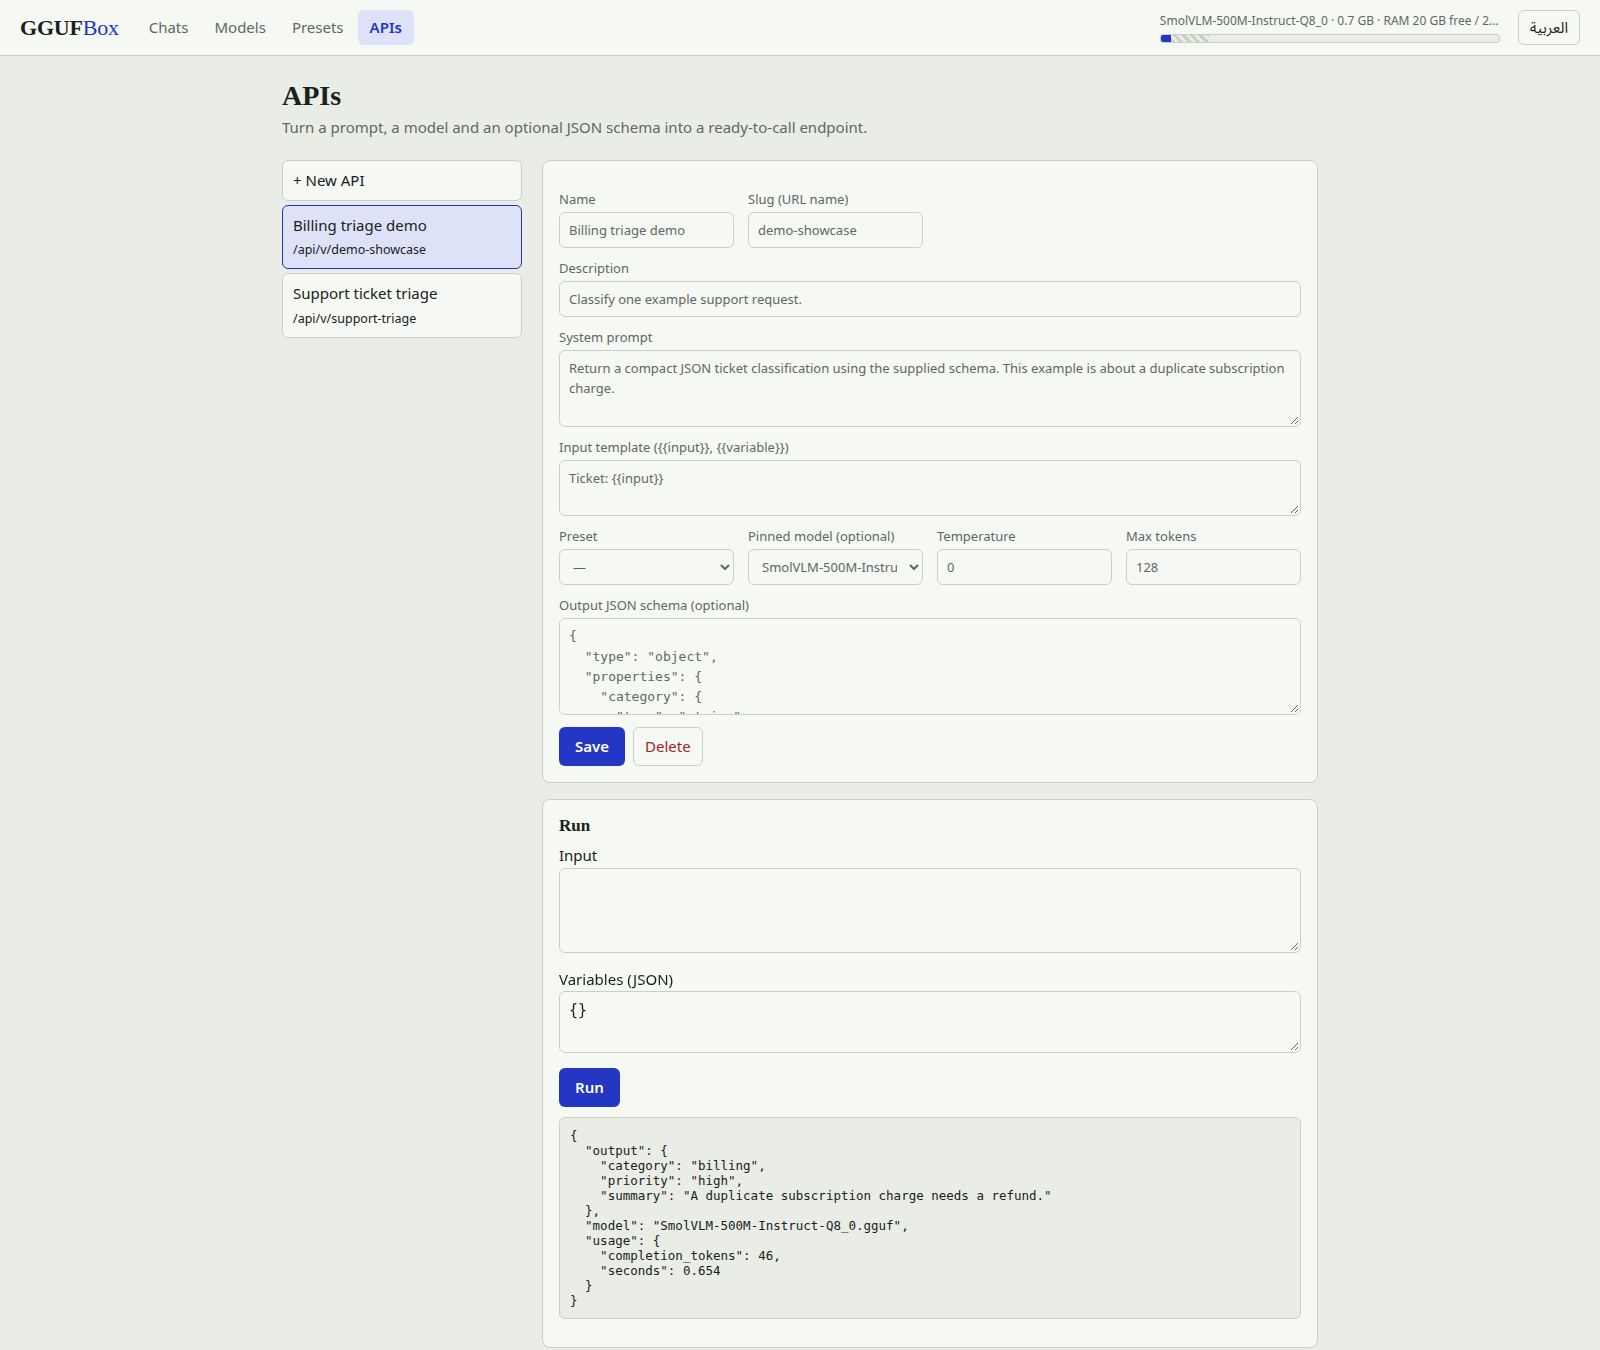 GGUFBox
Chats
Models
Presets
APIs
SmolVLM-500M-Instruct-Q8_0 · 0.7 GB · RAM 20 GB free / 2...
العربية
APIs
Turn a prompt, a model and an optional JSON schema into a ready-to-call endpoint.
+ New API
Billing triage demo
/api/v/demo-showcase
Support ticket triage
/api/v/support-triage
Name
Slug (URL name)
Billing triage demo
demo-showcase
Description
Classify one example support request.
System prompt
Return a compact JSON ticket classification using the supplied schema. This example is about a duplicate subscription
charge.
Input template ({{input}}, {{variable}})
Ticket: {{input}}
Preset
Pinned model (optional)
Temperature
Max tokens
—
SmolVLM-500M-Instru
0
128
Output JSON schema (optional)
{
"type": "object",
"properties": {
"category": {
Save
Delete
Run
Input
Variables (JSON)
{}
Run
{
"output": {
"category": "billing",
"priority": "high",
"summary": "A duplicate subscription charge needs a refund."
},
"model": "SmolVLM-500M-Instruct-Q8_0.gguf",
"usage": {
"completion_tokens": 46,
"seconds": 0.654
}
}